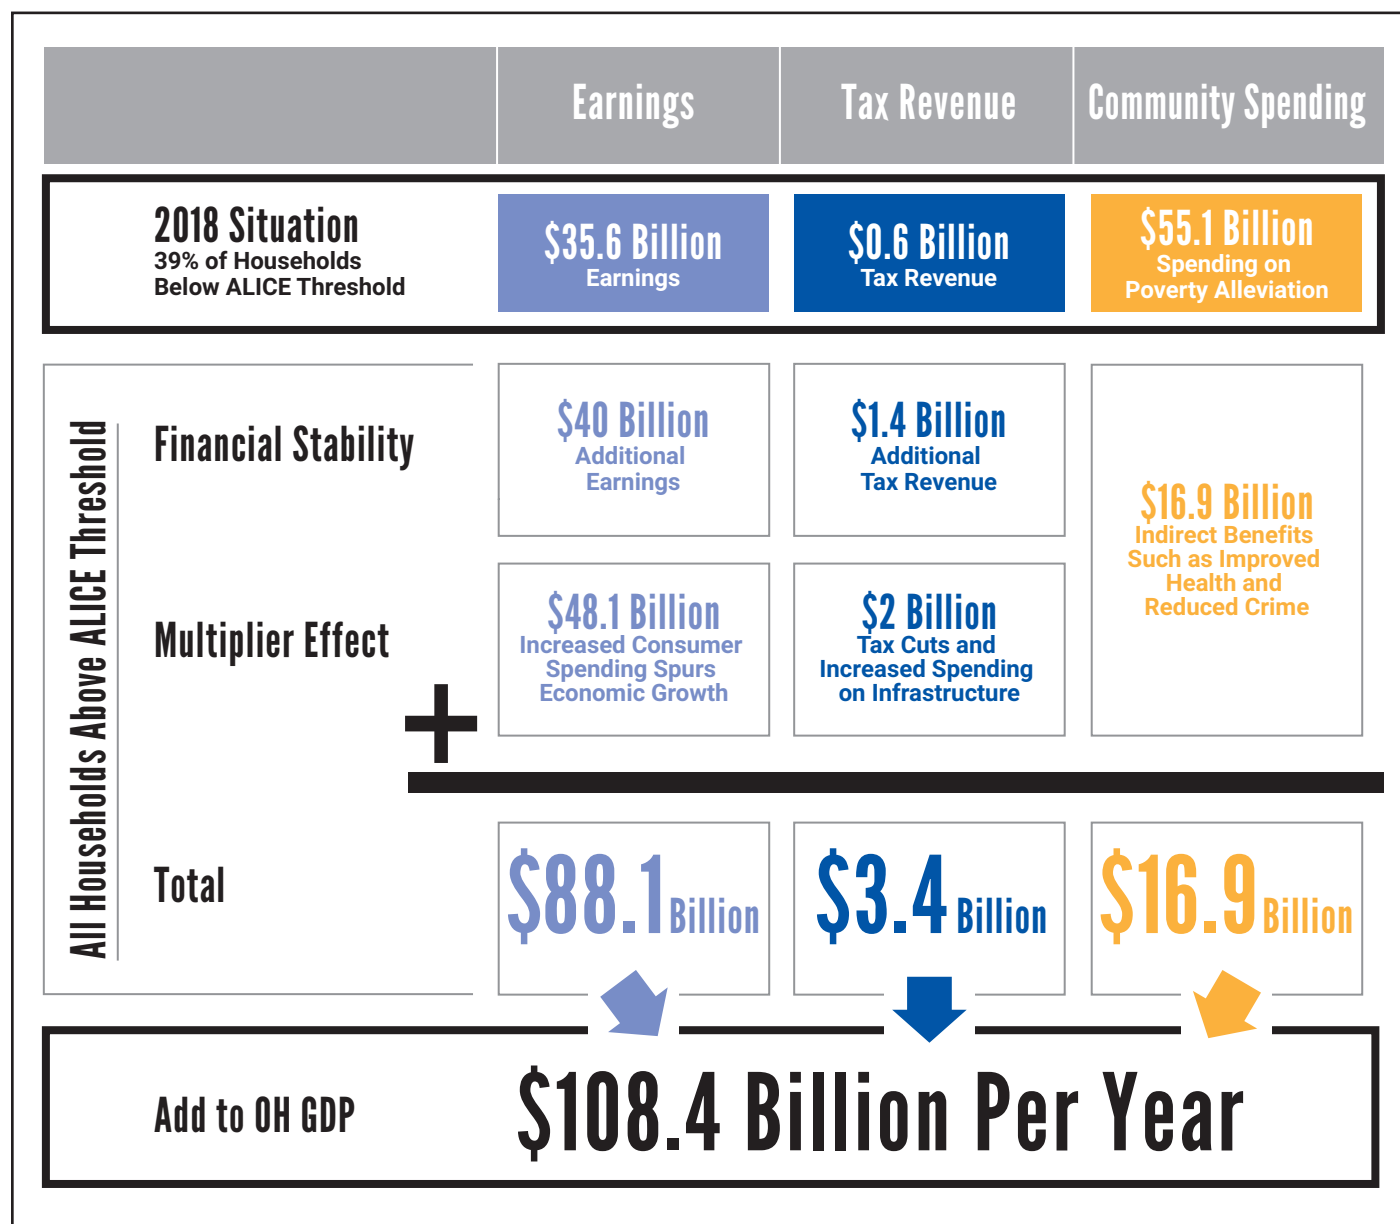 Earnings
Tax Revenue
Community Spending
2018 Situation
39% of Households
Below ALICE Threshold
$35.6 Billion
Earnings
$0.6 Billion
Tax Revenue
$55.1 Billion
Spending on
Poverty Alleviation
All Households Above ALICE Threshold
Financial Stability
$40 Billion
Additional
Earnings
$1.4 Billion
Additional
Tax Revenue
$16.9 Billion
Indirect Benefits
Such as Improved
Health and
Reduced Crime
Multiplier Effect
$48.1 Billion
Increased Consumer
Spending Spurs
Economic Growth
$2 Billion
Tax Cuts and
Increased Spending
on Infrastructure
+
Total
$88.1 Billion
$3.4 Billion
$16.9 Billion
Add to OH GDP
$108.4 Billion Per Year